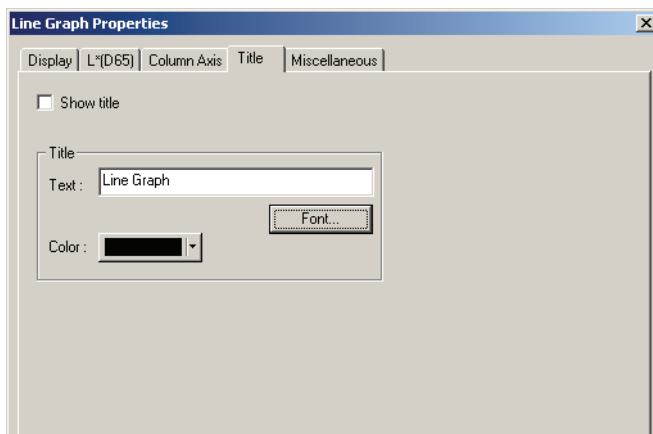 Line Graph Properties
Display L*(D65) Column Axis Title Miscellaneous
Show title
Title
Text : Line Graph
Font...
Color :